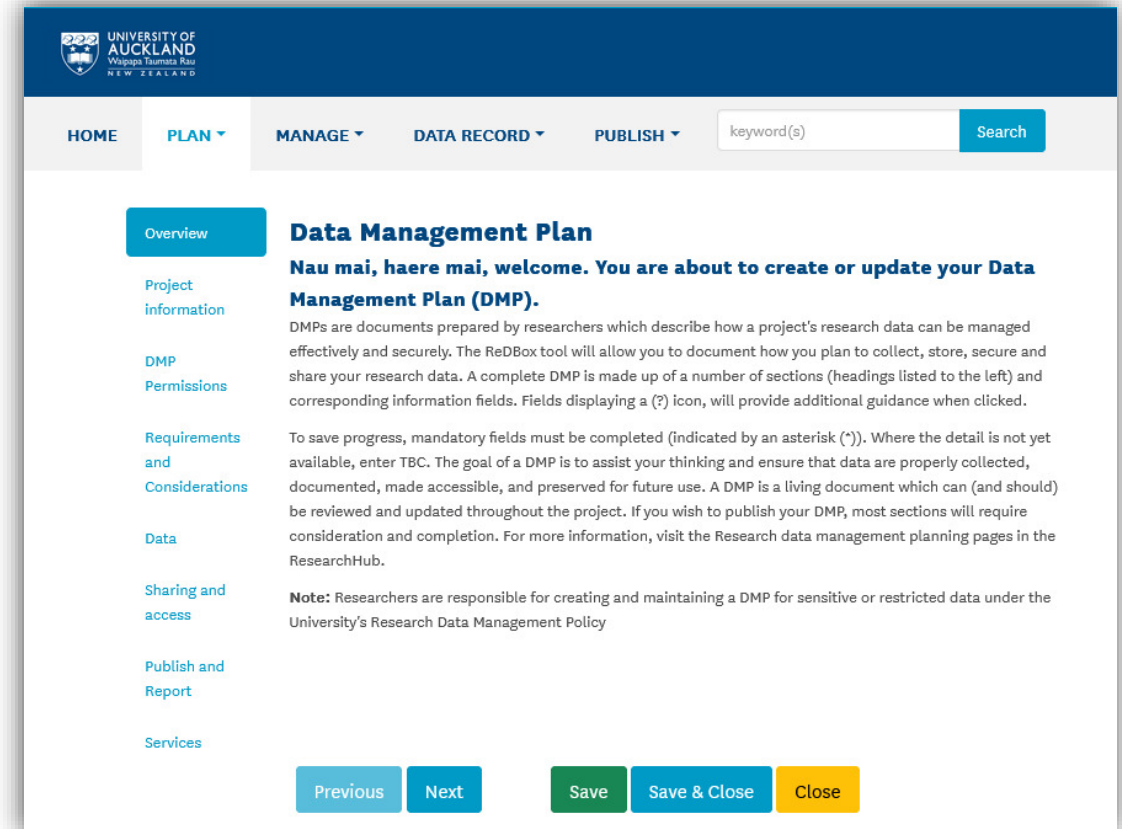 UNIVERSITY OF
AUCKLAND
Waipapa Taumata Rau
NEW ZEALAND
HOME PLAN MANAGE DATA RECORD PUBLISH keyword(s) Search
Overview
Project
information
DMP
Permissions
Requirements
and
Considerations
Data
Sharing and
access
Publish and
Report
Services
Data Management Plan
Nau mai, haere mai, welcome. You are about to create or update your Data
Management Plan (DMP).
DMPs are documents prepared by researchers which describe how a project's research data can be managed
effectively and securely. The ReDBox tool will allow you to document how you plan to collect, store, secure and
share your research data. A complete DMP is made up of a number of sections (headings listed to the left) and
corresponding information fields. Fields displaying a (?) icon, will provide additional guidance when clicked.
To save progress, mandatory fields must be completed (indicated by an asterisk (*)). Where the detail is not yet
available, enter TBC. The goal of a DMP is to assist your thinking and ensure that data are properly collected,
documented, made accessible, and preserved for future use. A DMP is a living document which can (and should)
be reviewed and updated throughout the project. If you wish to publish your DMP, most sections will require
consideration and completion. For more information, visit the Research data management planning pages in the
ResearchHub.
Note: Researchers are responsible for creating and maintaining a DMP for sensitive or restricted data under the
University's Research Data Management Policy
Previous Next Save Save & Close Close